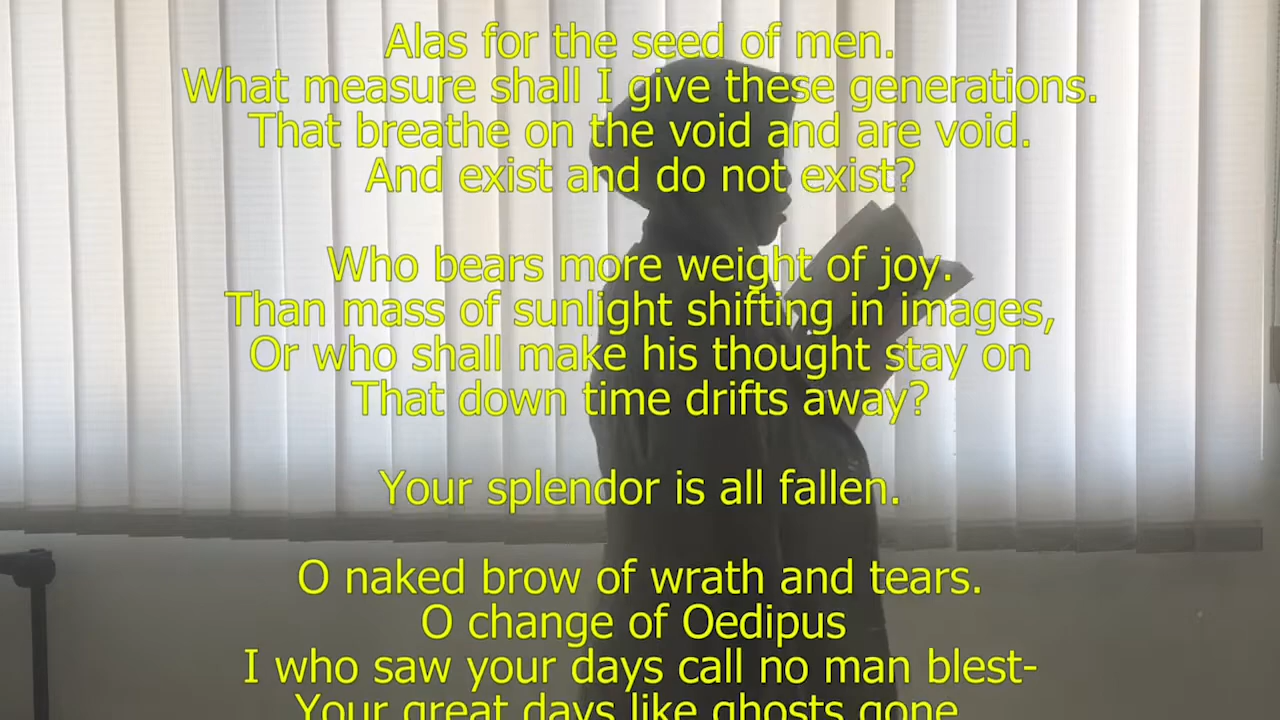 Alas for the seed of men.
What measure shall I give these generations.
That breathe on the void and are void.
And exist and do not exist?
Who bears more weight of joy.
Than mass of sunlight shifting in images,
Or who shall make his thought stay on
That down time drifts away?
Your splendor is all fallen.
O naked brow of wrath and tears.
O change of Oedipus
I who saw your days call no man blest-
Your great days like ghosts gone